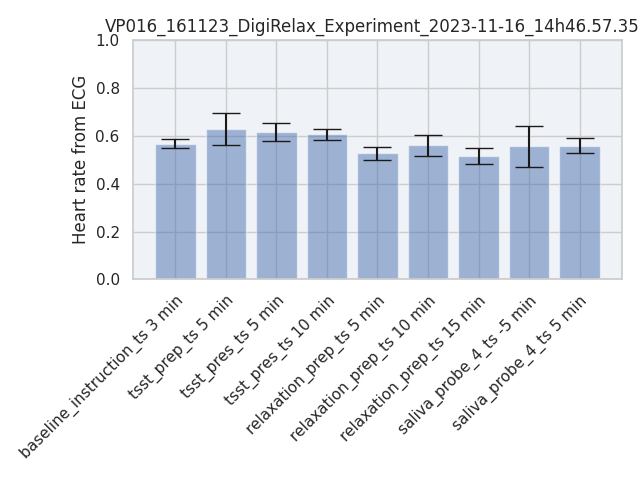 VP016_161123_DigiRelax_Experiment_2023-11-16_14h46.57.35
Heart rate from ECG
1.0
0.8
0.6
0.4
0.2
0.0
baseline_instruction_ts 3 min
tsst_prep_ts 5 min
tsst_pres_ts 5 min
tsst_pres_ts 10 min
relaxation_prep_ts 5 min
relaxation_prep_ts 10 min
relaxation_prep_ts 15 min
saliva_probe_4_ts -5 min
saliva_probe_4_ts 5 min